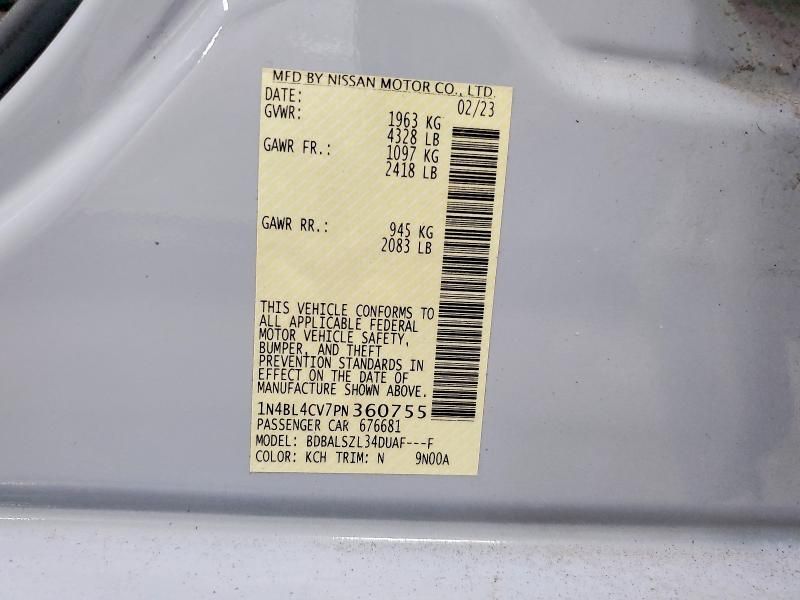 MFD BY NISSAN MOTOR CO., LTD.
DATE: 02/23
GVWR: 1963 KG
4328 LB
GAWR FR.: 1097 KG
2418 LB
GAWR RR.: 945 KG
2083 LB
THIS VEHICLE CONFORMS TO
ALL APPLICABLE FEDERAL
MOTOR VEHICLE SAFETY,
BUMPER, AND THEFT
PREVENTION STANDARDS IN
EFFECT ON THE DATE OF
MANUFACTURE SHOWN ABOVE.
1N4BL4CV7PN 360755
PASSENGER CAR 676681
MODEL: BDBALSZL34DUAF---F
COLOR: KCH TRIM: N 9N00A